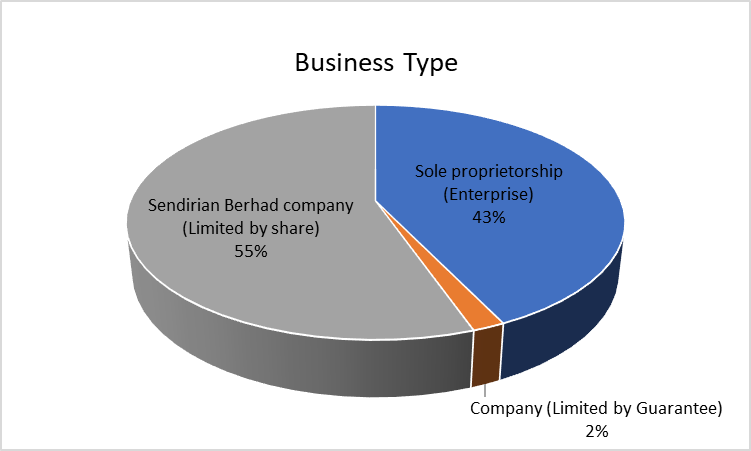 Business Type
Sole proprietorship
(Enterprise)
43%
Sendirian Berhad company
(Limited by share)
55%
Company (Limited by Guarantee)
2%